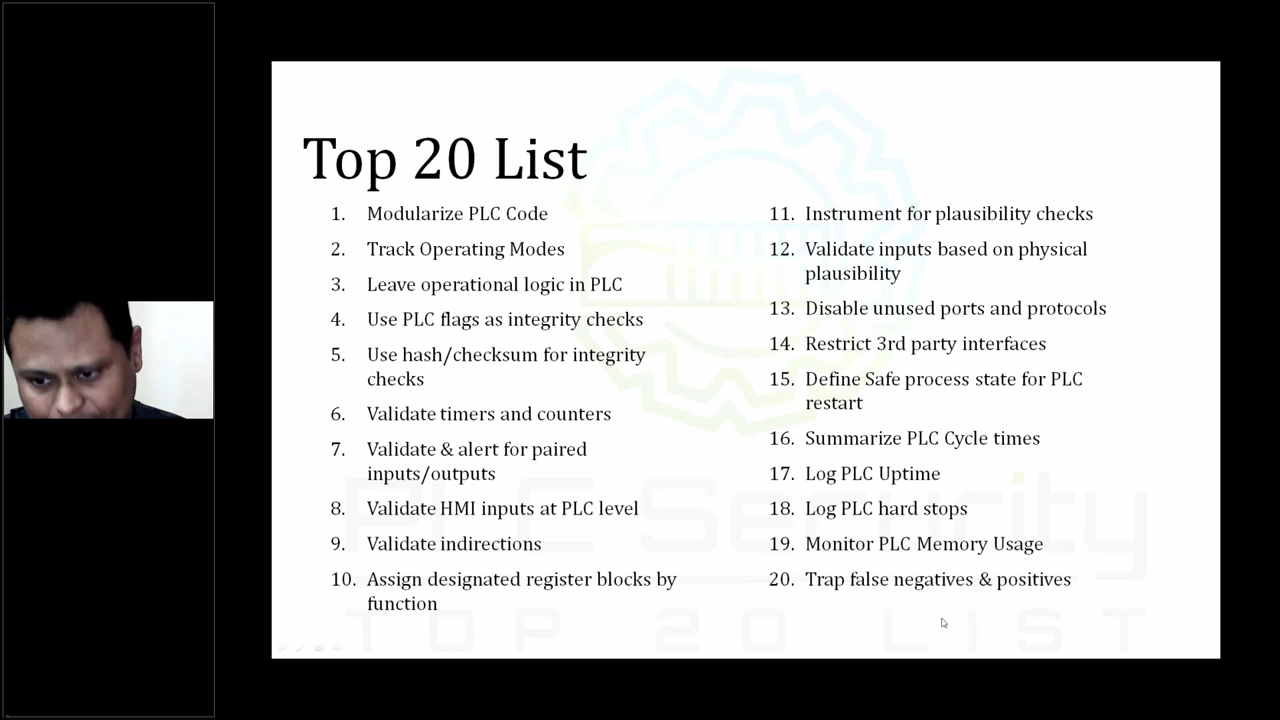 Top 20 List
1. Modularize PLC Code
2. Track Operating Modes
3. Leave operational logic in PLC
4. Use PLC flags as integrity checks
5. Use hash/checksum for integrity
checks
6. Validate timers and counters
7. Validate & alert for paired
inputs/outputs
8. Validate HMI inputs at PLC level
9. Validate indirections
10. Assign designated register blocks by
function
11. Instrument for plausibility checks
12. Validate inputs based on physical
plausibility
13. Disable unused ports and protocols
14. Restrict 3rd party interfaces
15. Define Safe process state for PLC
restart
16. Summarize PLC Cycle times
17. Log PLC Uptime
18. Log PLC hard stops
19. Monitor PLC Memory Usage
20. Trap false negatives & positives
PLC Security
TOP 20 LIST